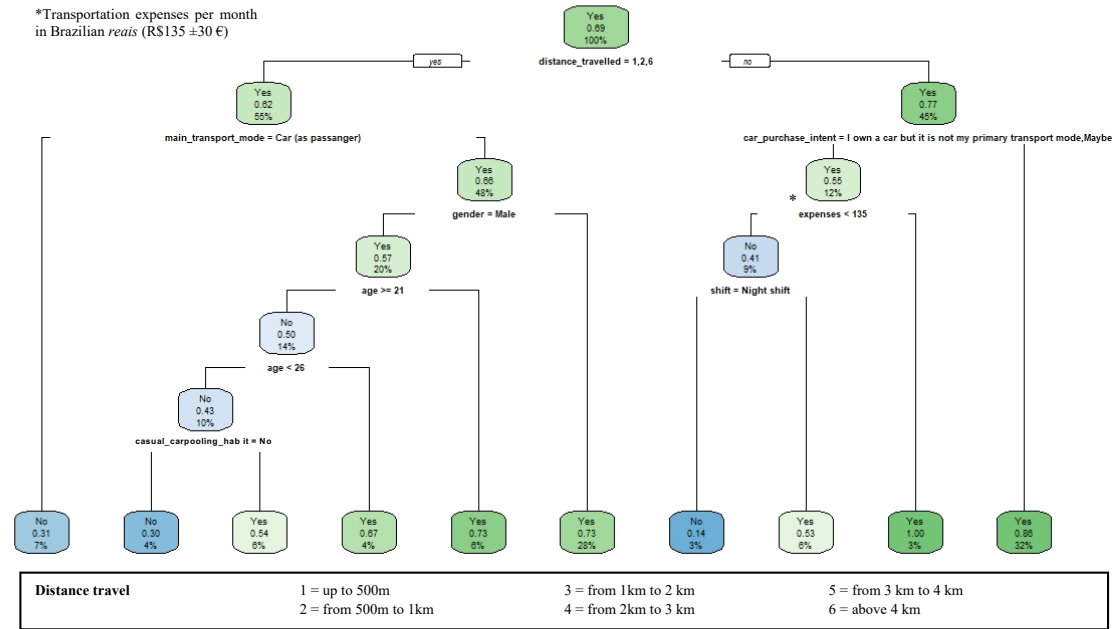 *Transportation expenses per month
in Brazilian reais (R$135 ±30 €)
Yes
0.69
100%
yes
distance_travelled = 1,2,6
no
Yes
0.62
55%
Yes
0.77
45%
main_transport_mode = Car (as passanger)
car_purchase_intent = I own a car but it is not my primary transport mode,Maybe
Yes
0.66
48%
Yes
0.55
12%
*
gender = Male
expenses < 135
Yes
0.57
20%
No
0.41
9%
age >= 21
shift = Night shift
No
0.50
14%
age < 26
No
0.43
10%
casual_carpooling_hab it = No
No
0.31
7%
No
0.30
4%
Yes
0.54
6%
Yes
0.67
4%
Yes
0.73
6%
Yes
0.73
28%
No
0.14
3%
Yes
0.53
6%
Yes
1.00
3%
Yes
0.86
32%
Distance travel
1 = up to 500m
2 = from 500m to 1km
3 = from 1km to 2 km
4 = from 2km to 3 km
5 = from 3 km to 4 km
6 = above 4 km